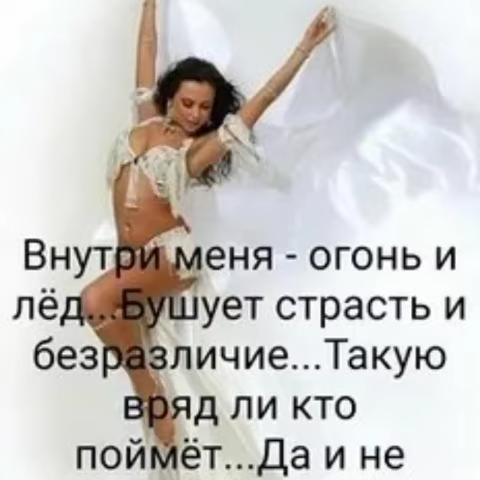 Внутри меня - огонь и
лёд...Бушует страсть и
безразличие...Такую
вряд ли кто
поймёт...Да и не